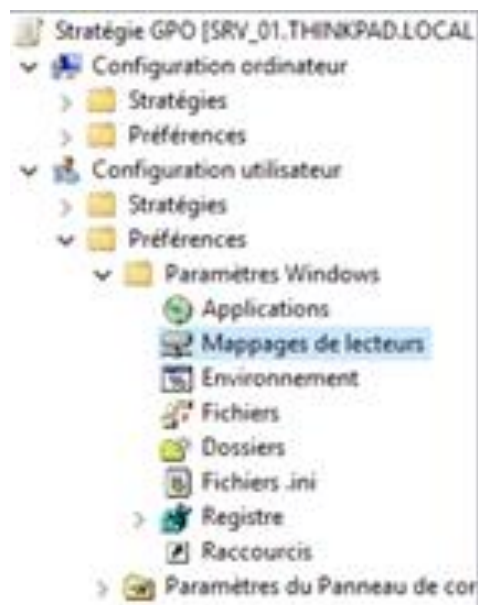 Stratégie GPO [SRV_01.THINKPAD.LOCAL
Configuration ordinateur
Stratégies
Préférences
Configuration utilisateur
Stratégies
Préférences
Paramètres Windows
Applications
Mappages de lecteurs
Environnement
Fichiers
Dossiers
Fichiers .ini
Registre
Raccourcis
Paramètres du Panneau de cor